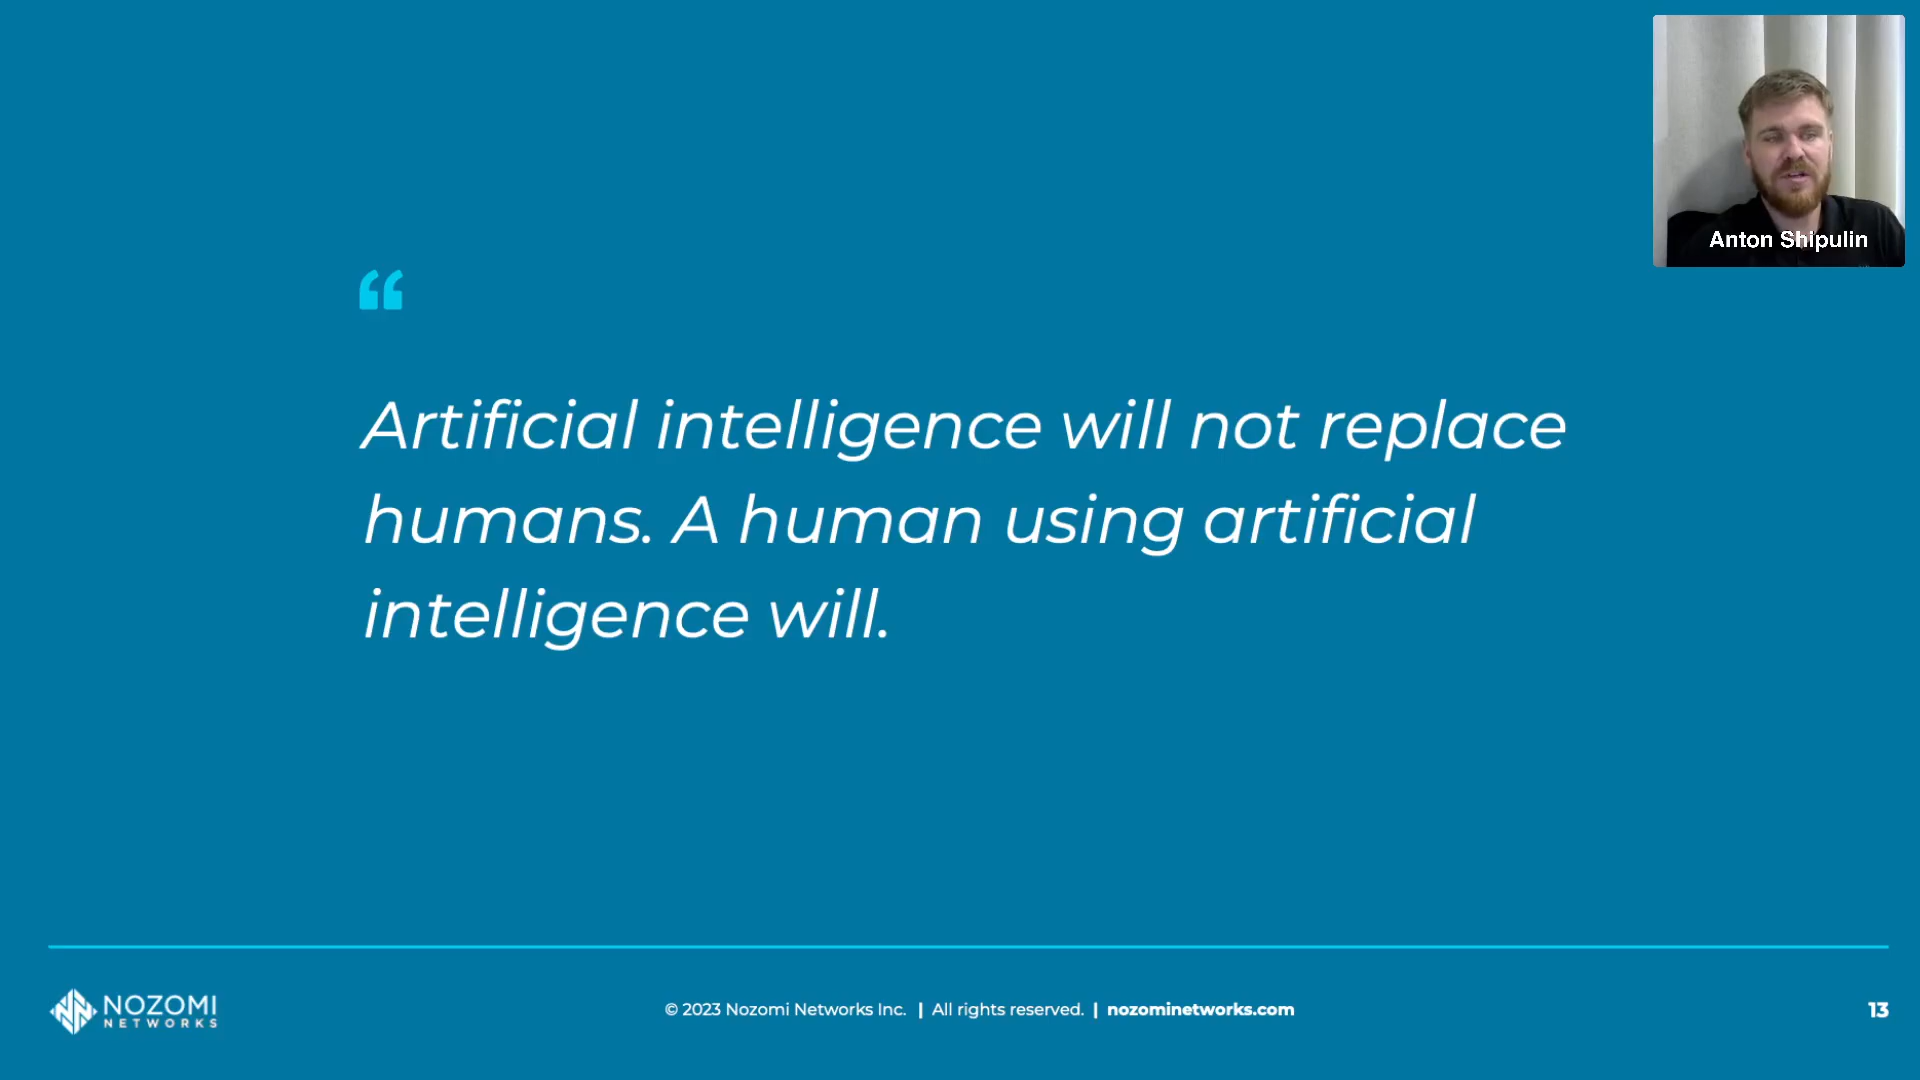 Anton Shipulin
“
Artificial intelligence will not replace
humans. A human using artificial
intelligence will.
NOZOMI
NETWORKS
© 2023 Nozomi Networks Inc. | All rights reserved. | nozominetworks.com
13